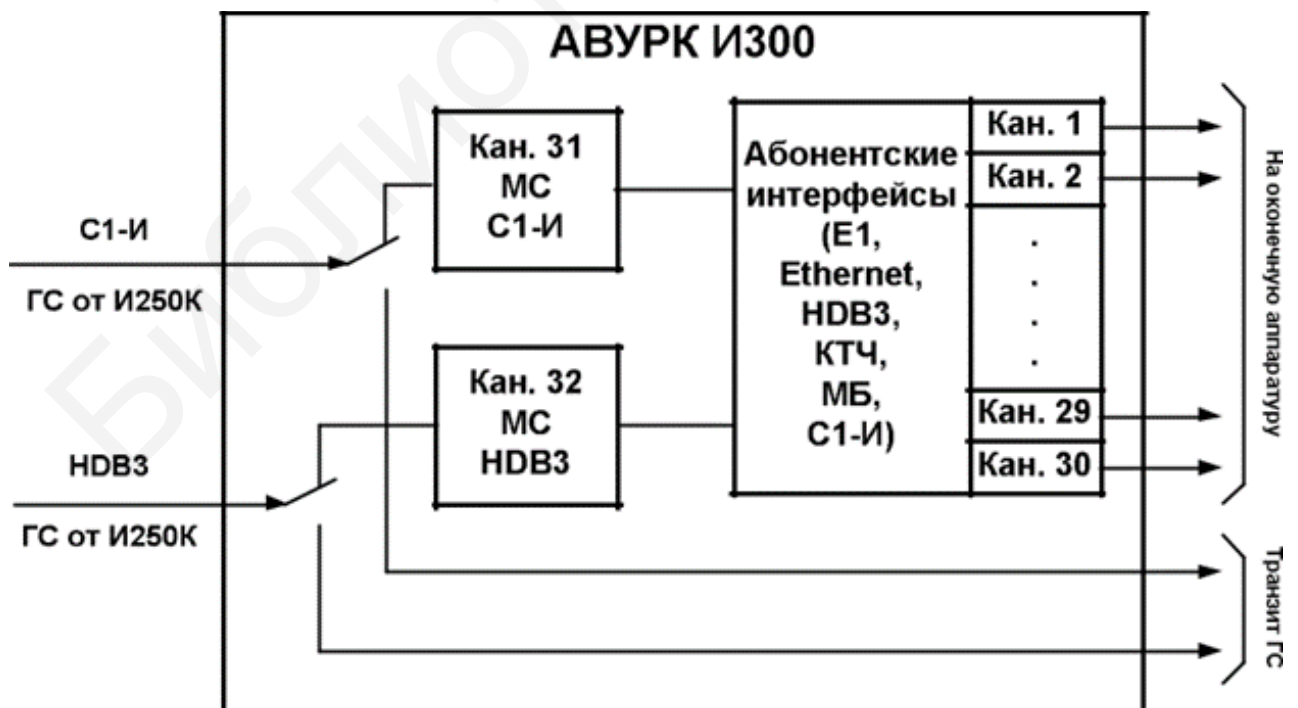 АВУРК И300
С1-И
ГС от И250К
HDB3
ГС от И250К
Кан. 31
МС
С1-И
Кан. 32
МС
HDB3
Абонентские
интерфейсы
(Е1,
Ethernet,
HDB3,
КТЧ,
МБ,
С1-И)
Кан. 1
Кан. 2
.
.
.
.
Кан. 29
Кан. 30
На оконечную аппаратуру
Транзит ГС